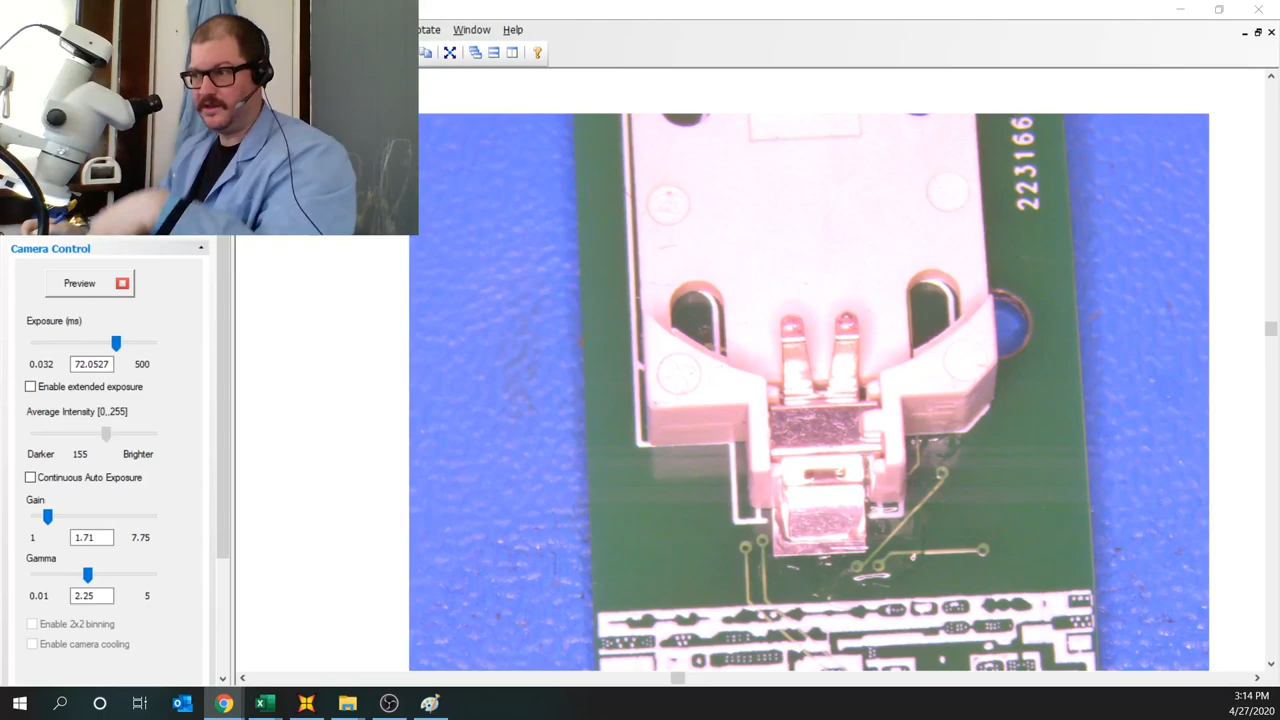 otate Window Help
Camera Control
Preview
Exposure (ms)
0.032 72.0527 500
Enable extended exposure
Average Intensity [0,,255]
Darker 155 Brighter
Continuous Auto Exposure
Gain
1 1.71 7.75
Gamma
0.01 2.25 5
Enable 2x2 binning
Enable camera cooling
223166
3:14 PM
4/27/2020